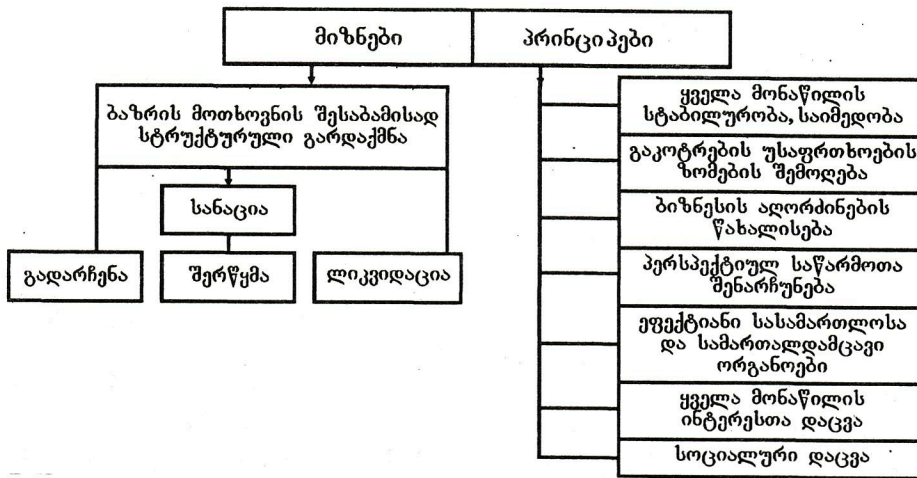 მიზნები
პრინციპები
ბაზრის მოთხოვნის შესაბამისად
სტრუქტურული გარდაქმნა
სანაცია
გადარჩენა
შერწყმა
ლიკვიდაცია
ყველა მონაწილის
სტაბილურობა, საიმედობა
გაკოტრების უსაფრთხოების
ზომების შემოღება
ბიზნესის აღორძინების
წახალისება
პერსპექტიულ საწარმოთა
შენარჩუნება
ეფექტიანი სასამართლოსა
და სამართალდამცავი
ორგანოები
ყველა მონაწილის
ინტერესთა დაცვა
სოციალური დაცვა